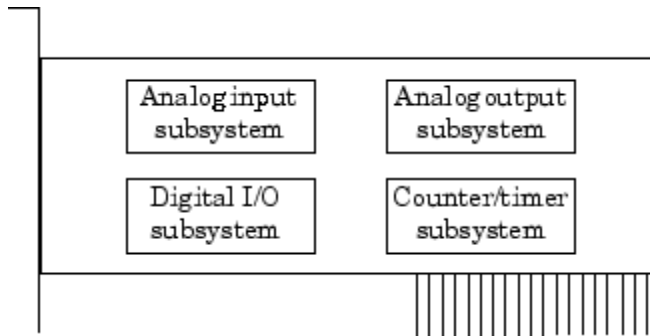 Analog input
subsystem
Analog output
subsystem
Digital I/O
subsystem
Counter/timer
subsystem